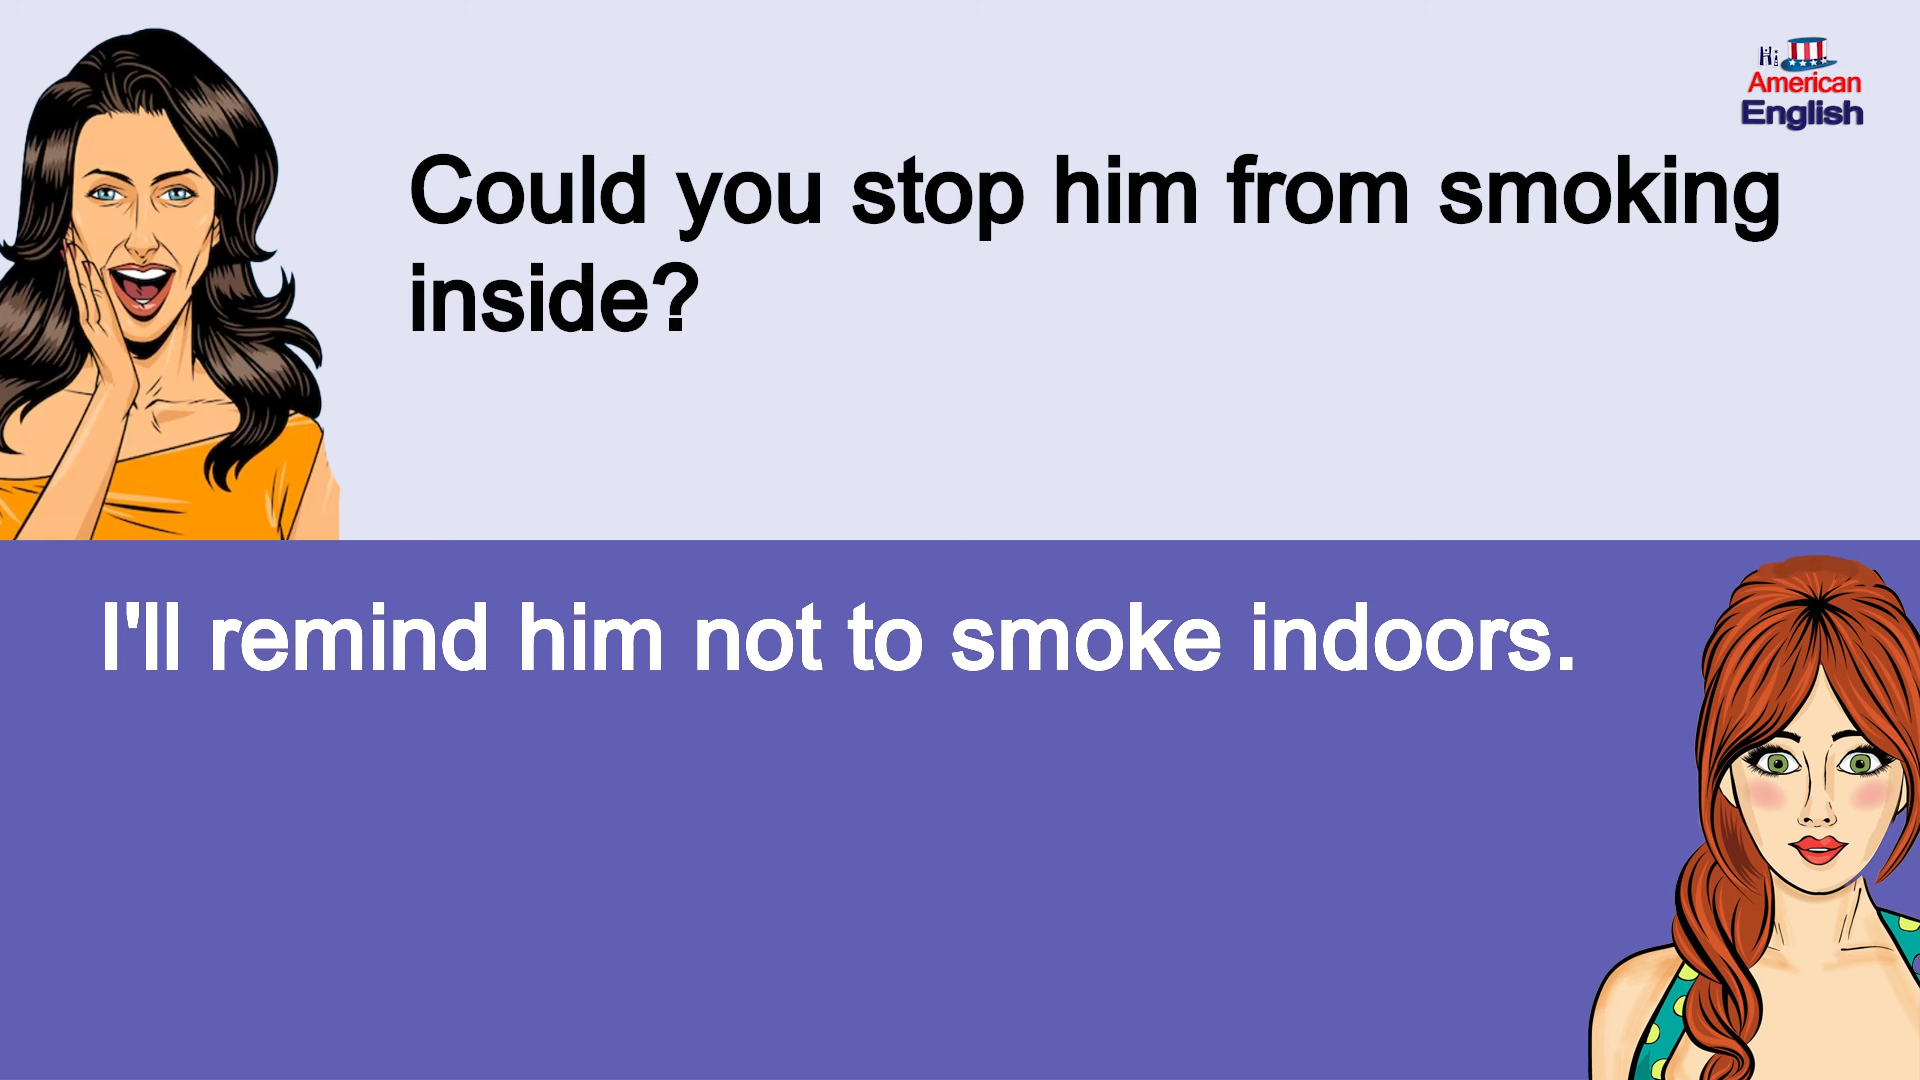 Hi
American
English
Could you stop him from smoking
inside?
I'll remind him not to smoke indoors.